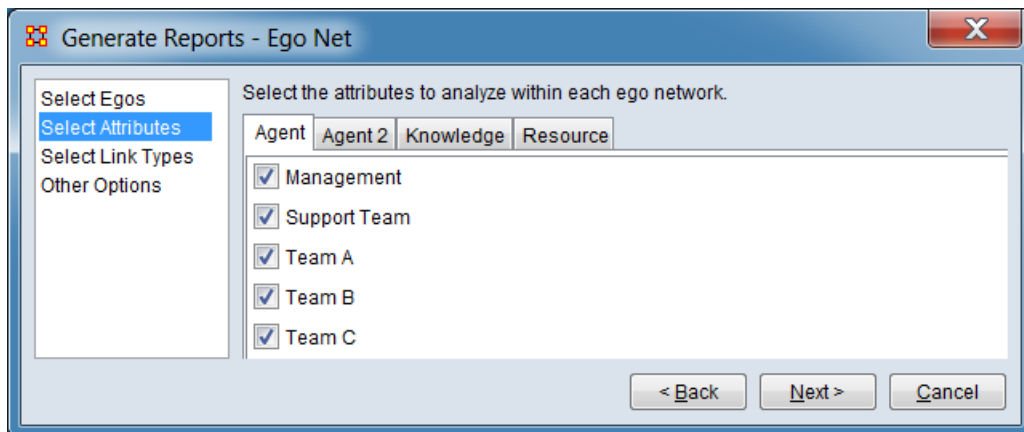 Generate Reports - Ego Net
Select Egos
Select Attributes
Select Link Types
Other Options
Select the attributes to analyze within each ego network.
Agent Agent 2 Knowledge Resource
Management
Support Team
Team A
Team B
Team C
< Back Next > Cancel